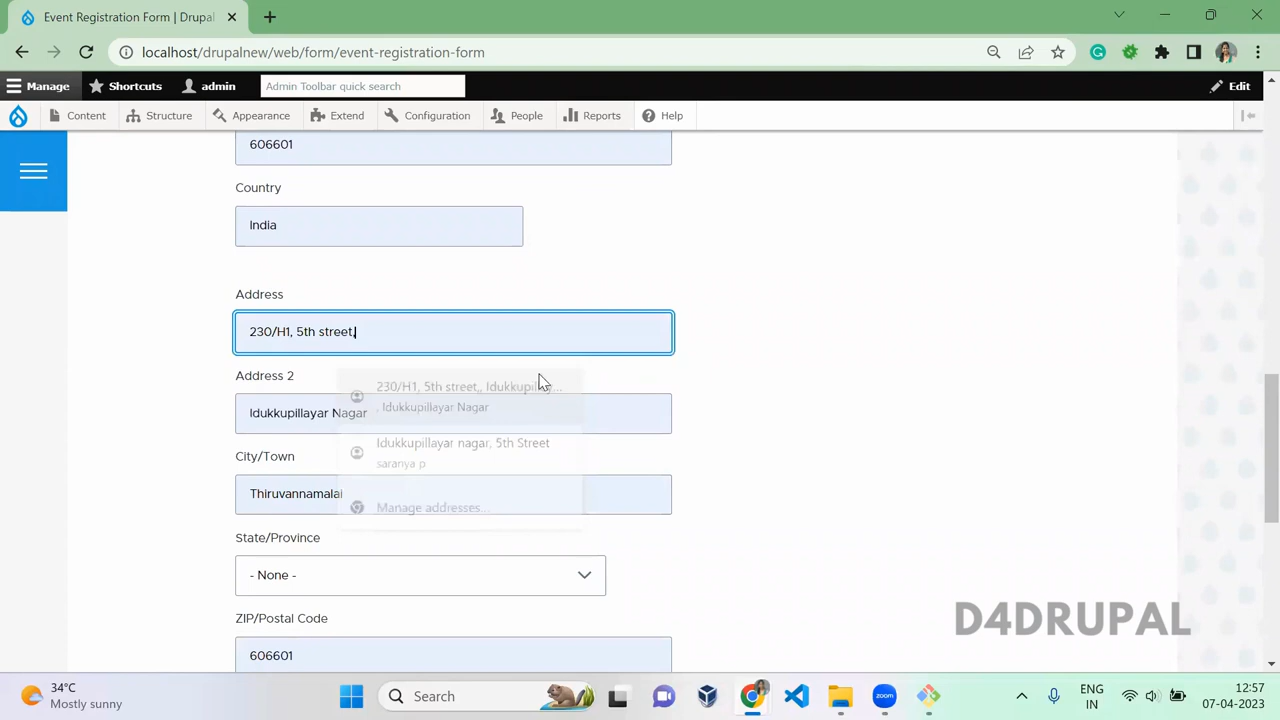 Event Registration Form | Drupal
localhost/drupalnew/web/form/event-registration-form
Manage Shortcuts admin Admin Toolbar quick search Edit
Content Structure Appearance Extend Configuration People Reports Help
606601
Country
India
Address
230/H1, 5th street,
Address 2
230/H1, 5th street,, Idukkupillay...
, Idukkupillayar Nagar
Idukkupillayar Nagar
Idukkupillayar nagar, 5th Street
City/Town
saranya p
Thiruvannamalai
Manage addresses...
State/Province
- None -
ZIP/Postal Code
606601
D4DRUPAL
34°C
Mostly sunny
Search
zoom
ENG
IN
12:57
07-04-2023